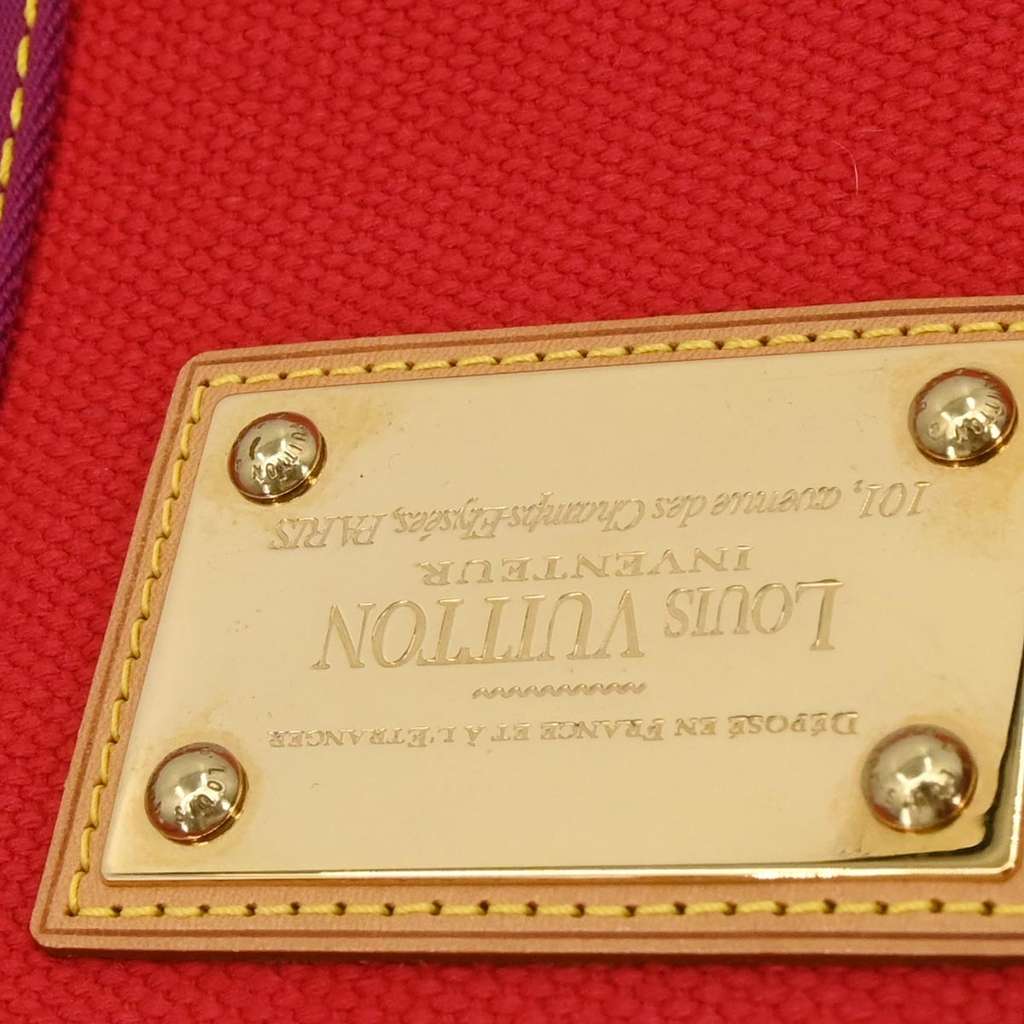 DÉPOSÉ EN FRANCE ET À L'ÉTRANGER
LOUIS VUITTON
INVENTEUR
101, avenue des Champs-Elysées, PARIS